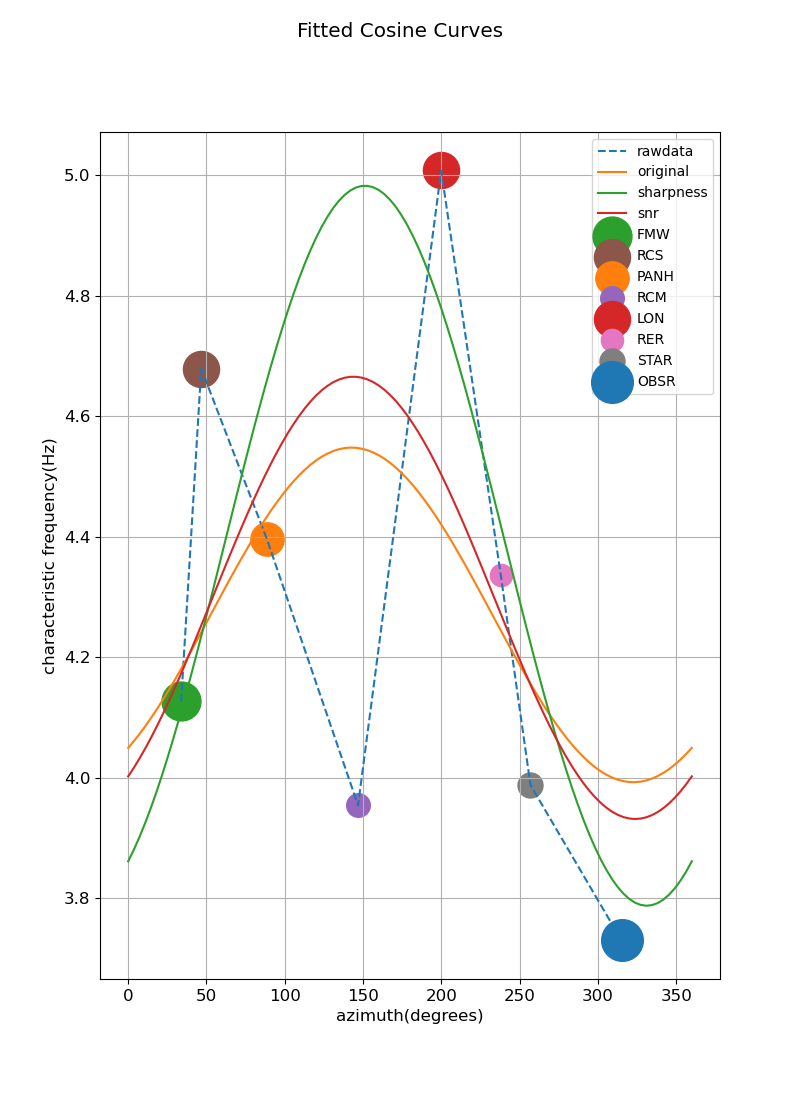 Fitted Cosine Curves
5.0
4.8
4.6
4.4
4.2
4.0
3.8
characteristic frequency(Hz)
rawdata
original
sharpness
snr
FMW
RCS
PANH
RCM
LON
RER
STAR
OBSR
0 50 100 150 200 250 300 350
azimuth(degrees)